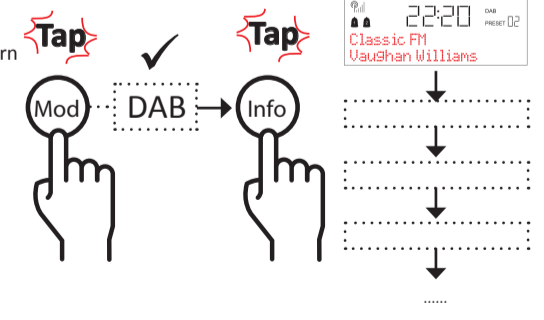 rn
Tap
Mod
DAB
Tap
Info
22:20
DAB
PRESET 02
Classic FM
Vaughan Williams
......